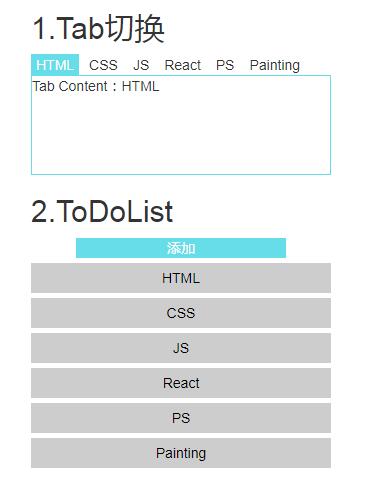 1.Tab切换
HTML CSS JS React PS Painting
Tab Content：HTML
2.ToDoList
添加
HTML
CSS
JS
React
PS
Painting